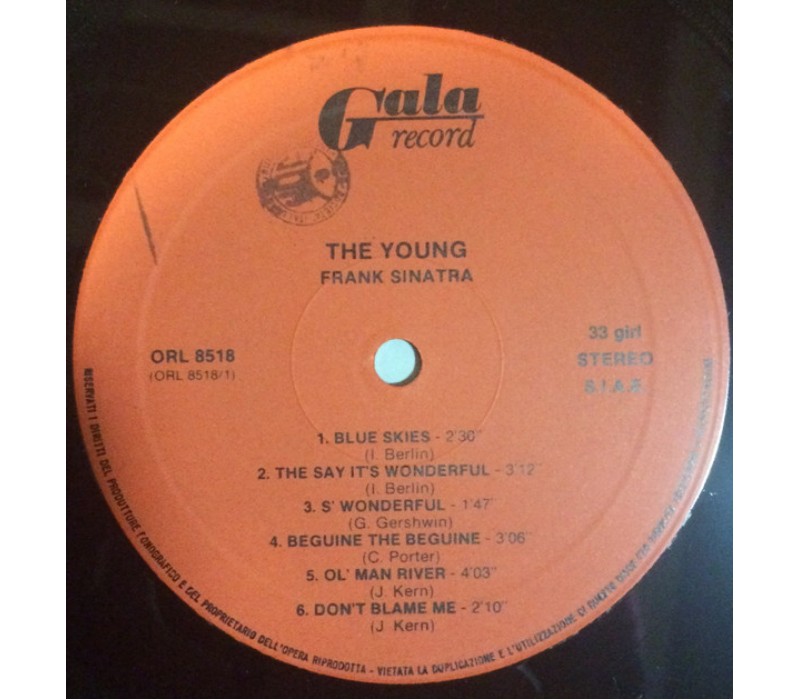 Gala
record
THE YOUNG
FRANK SINATRA
ORL 8518
(ORL 8518/1)
33 giri
STEREO
S.I.A.E.
1. BLUE SKIES - 2'30"
(I. Berlin)
2. THE SAY IT'S WONDERFUL - 3'12"
(I. Berlin)
3. S' WONDERFUL - 1'47"
(G. Gershwin)
4. BEGUINE THE BEGUINE - 3'06"
(C. Porter)
5. OL' MAN RIVER - 4'03"
(J. Kern)
6. DON'T BLAME ME - 2'10"
(J. Kern)
RISERVATI I DIRITTI DEL PRODUTTORE FONOGRAFICO E DEL PROPRIETARIO DELL'OPERA RIPRODOTTA - VIETATA LA DUPLICAZIONE E L'UTILIZZAZIONE DI QUESTO DISCO